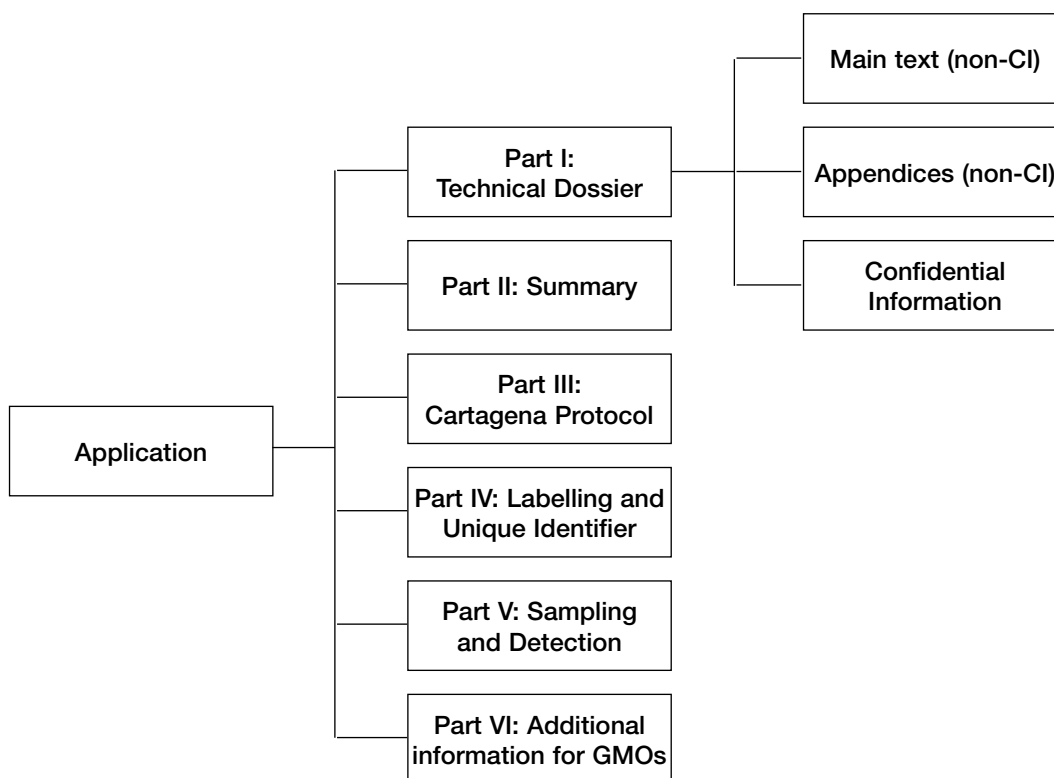 Main text (non-CI)
Part I:
Technical Dossier
Appendices (non-CI)
Part II: Summary
Confidential
Information
Part III:
Cartagena Protocol
Application
Part IV: Labelling and
Unique Identifier
Part V: Sampling
and Detection
Part VI: Additional
information for GMOs